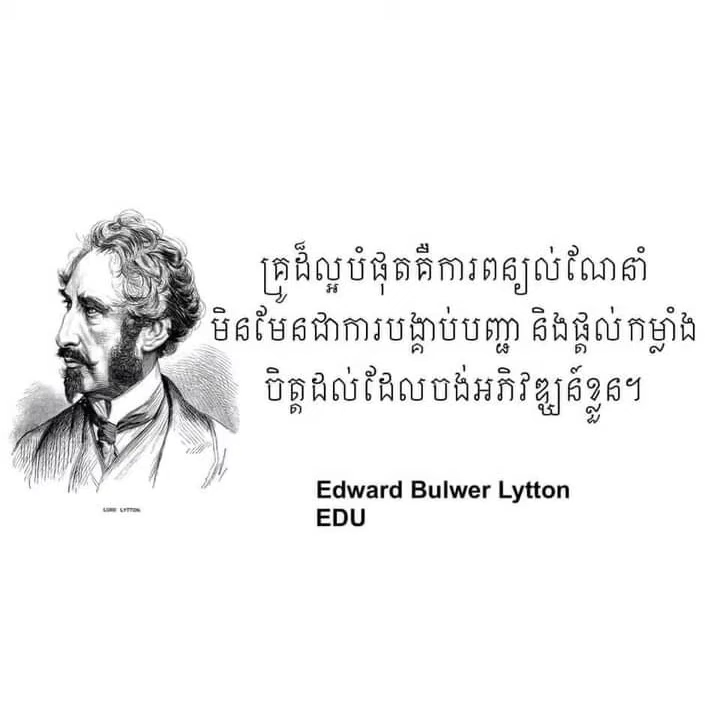 គ្រូដ៏ល្អបំផុតគឺការពន្យល់ណែនាំ
មិនមែនជាការបង្គាប់បញ្ជា និងផ្តល់កម្លាំង
ចិត្តដល់ដែលចង់អភិវឌ្ឃន៍ខ្លួន។
Edward Bulwer Lytton
EDU
LORD LYTTON.